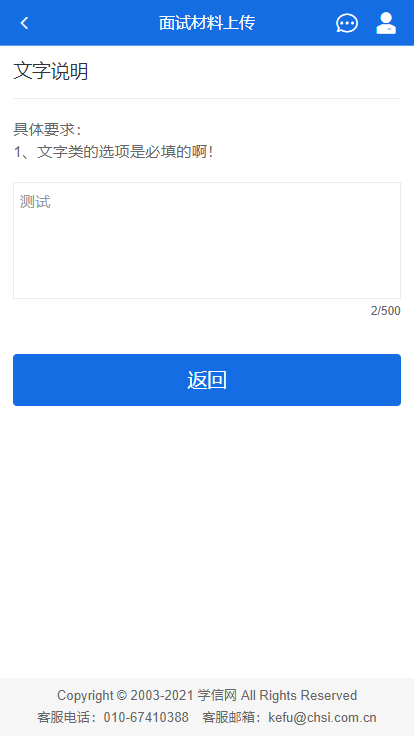 面试材料上传
文字说明
具体要求：
1、文字类的选项是必填的啊！
测试
2/500
返回
Copyright © 2003-2021 学信网 All Rights Reserved
客服电话：010-67410388 客服邮箱：kefu@chsi.com.cn